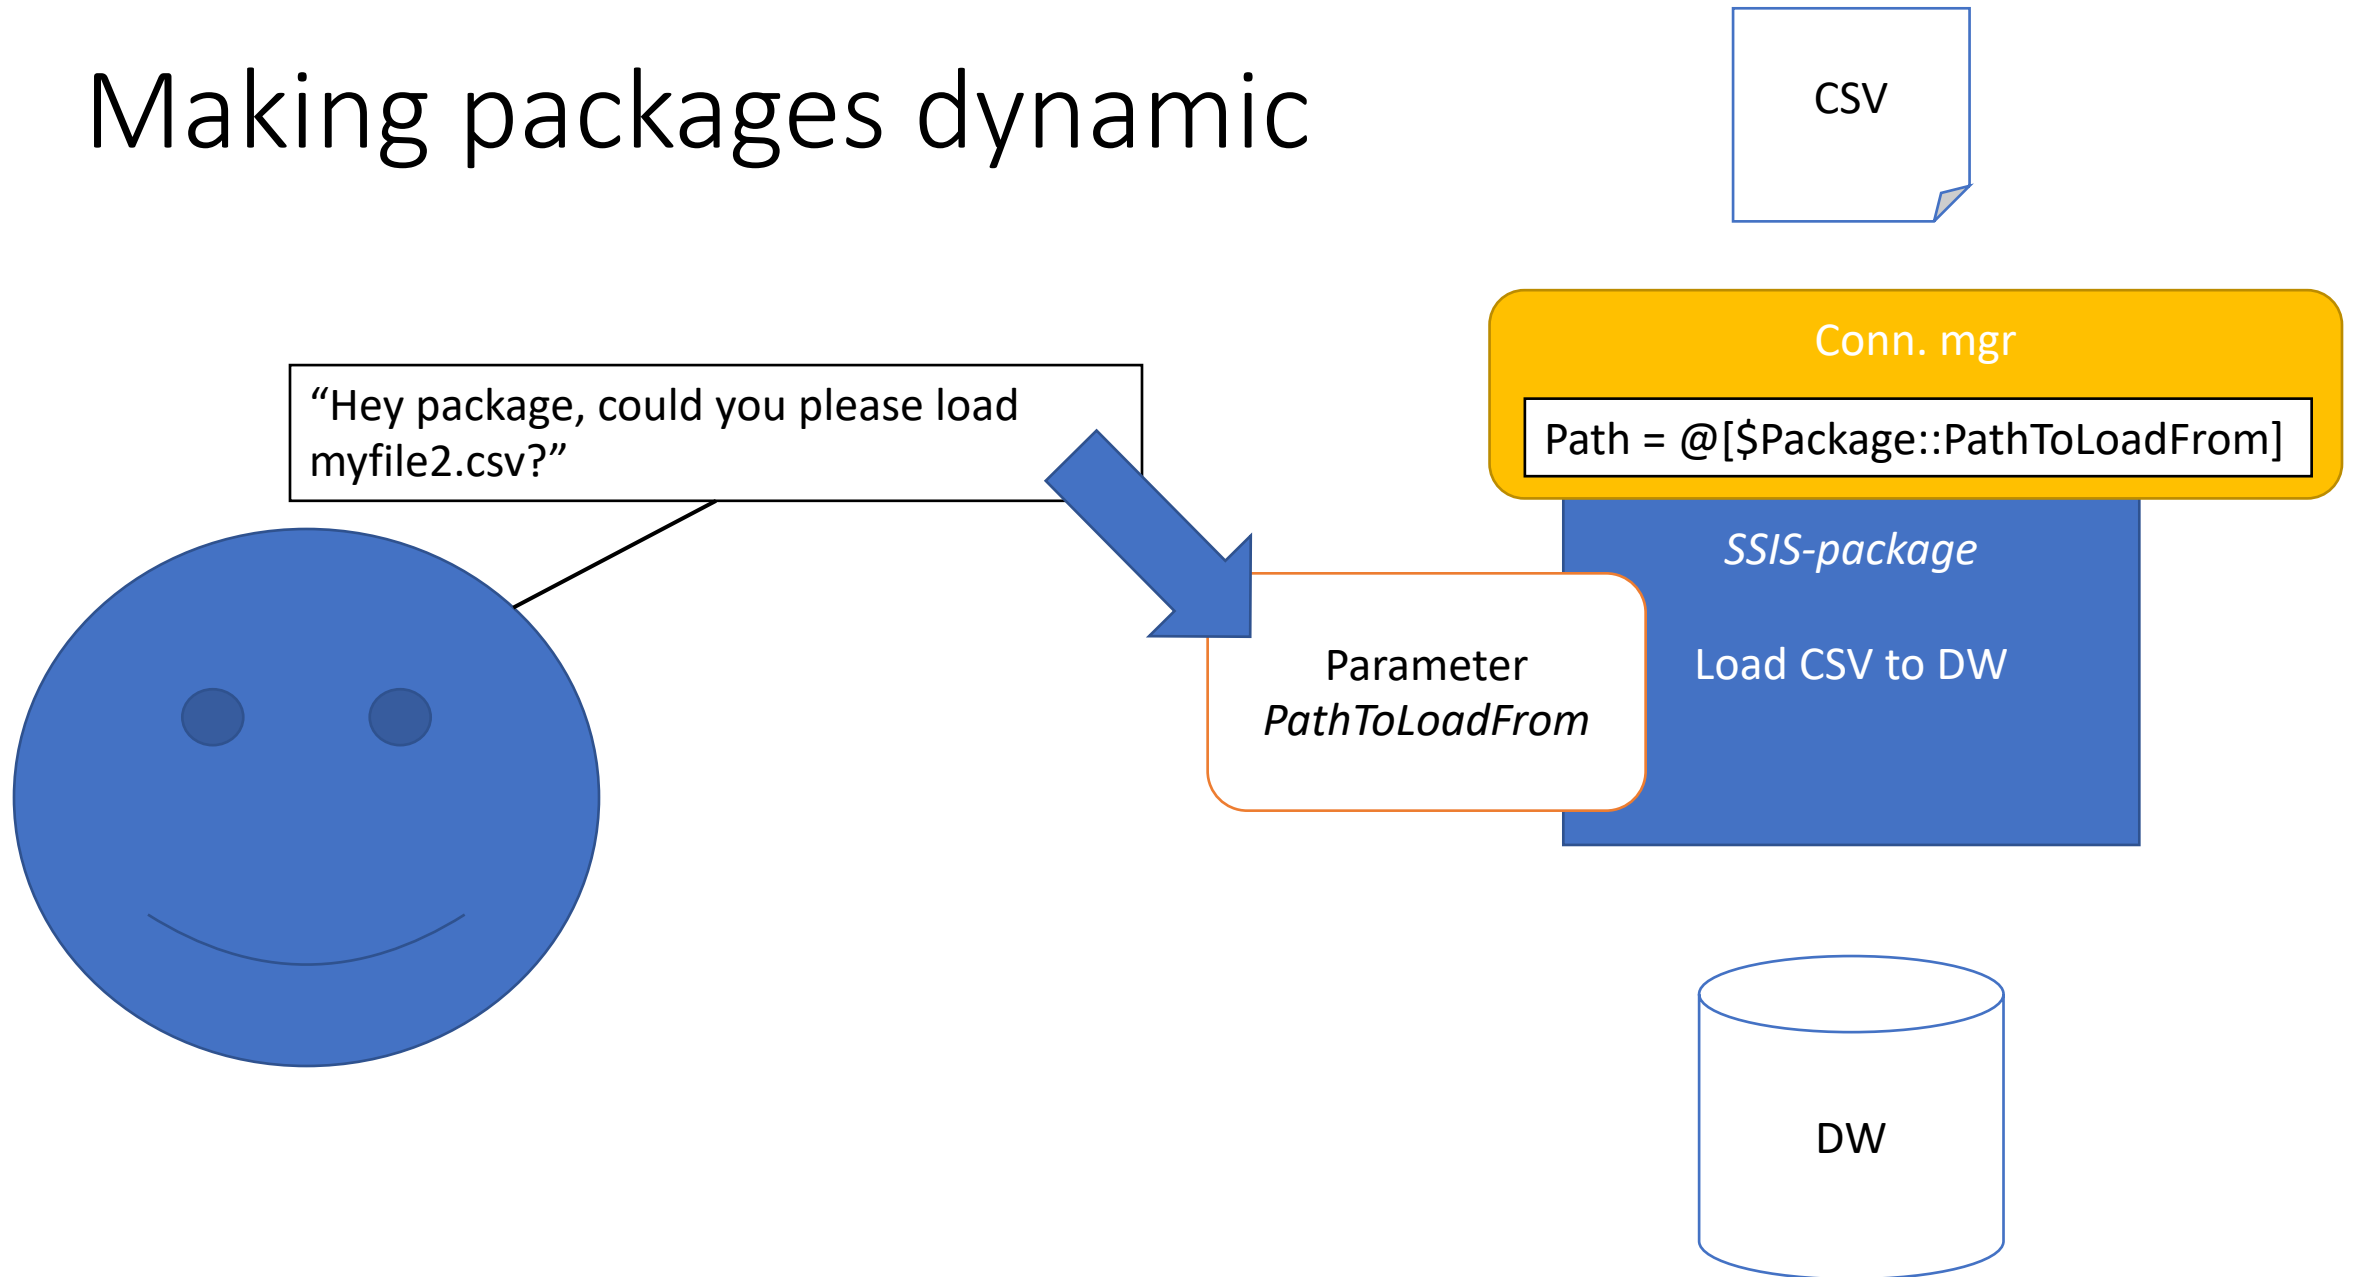 Making packages dynamic
CSV
“Hey package, could you please load
myfile2.csv?”
Conn. mgr
Path = @[$Package::PathToLoadFrom]
SSIS-package
Load CSV to DW
Parameter
PathToLoadFrom
DW